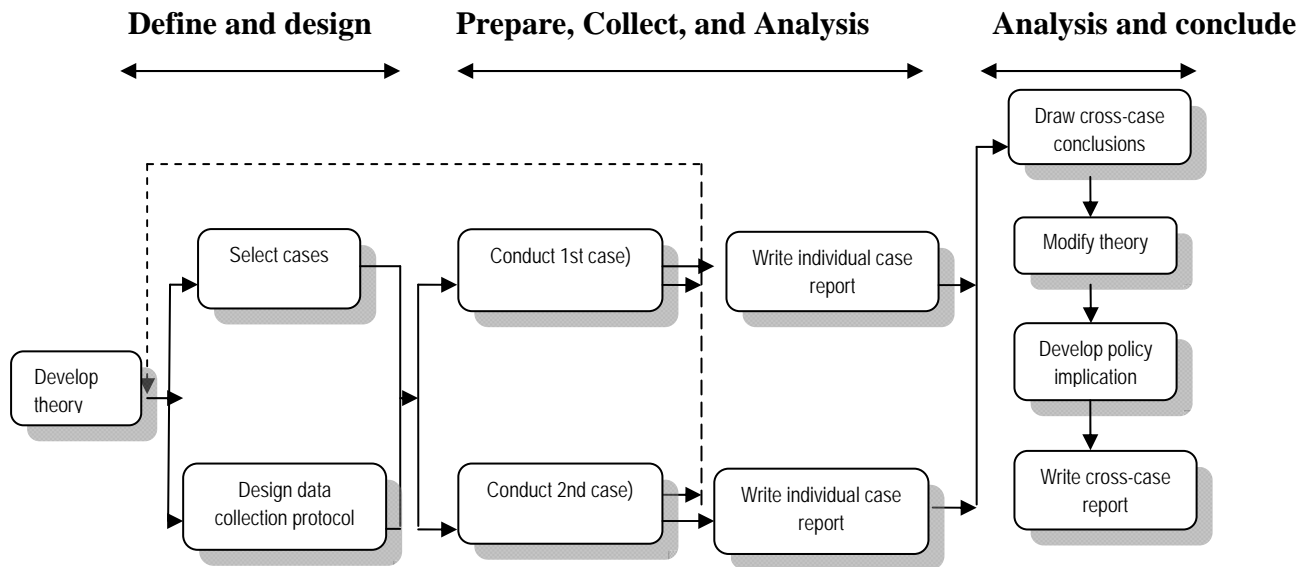 Define and design
Prepare, Collect, and Analysis
Analysis and conclude
Draw cross-case
conclusions
Select cases
Conduct 1st case)
Write individual case
report
Modify theory
Develop
theory
Develop policy
implication
Design data
collection protocol
Conduct 2nd case)
Write individual case
report
Write cross-case
report